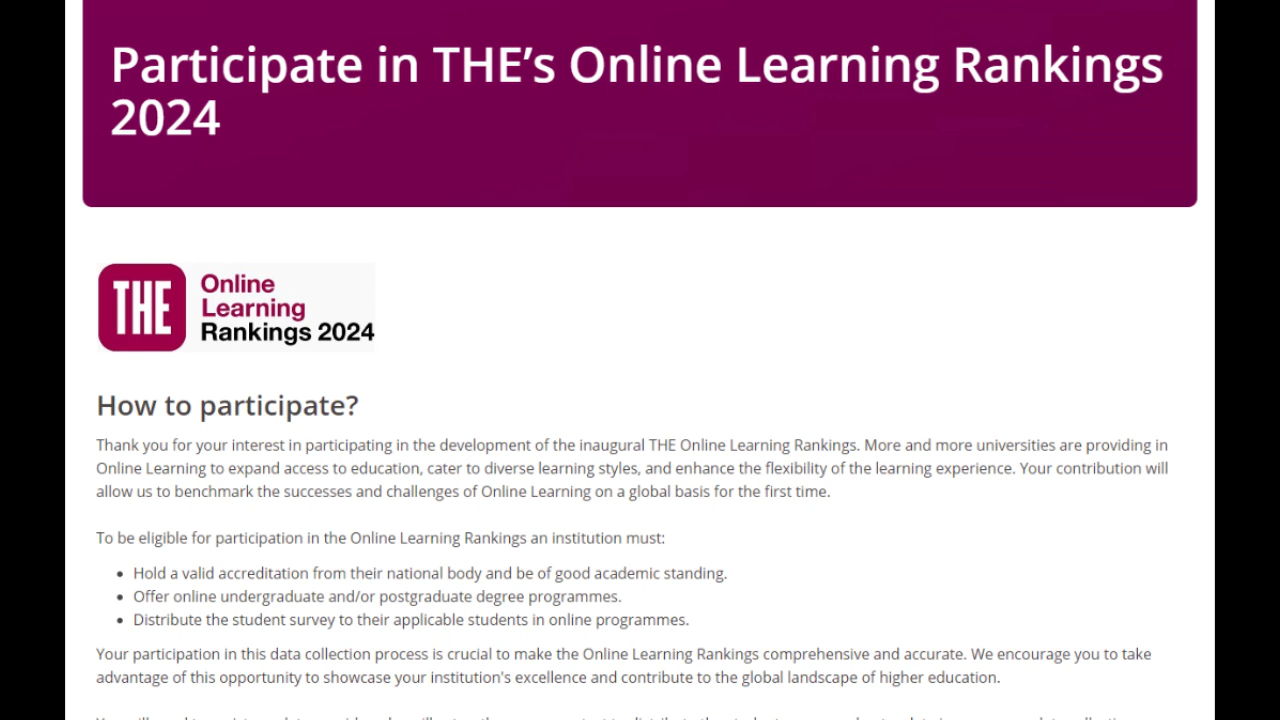 Participate in THE's Online Learning Rankings
2024
THE
Online
Learning
Rankings 2024
How to participate?
Thank you for your interest in participating in the development of the inaugural THE Online Learning Rankings. More and more universities are providing in
Online Learning to expand access to education, cater to diverse learning styles, and enhance the flexibility of the learning experience. Your contribution will
allow us to benchmark the successes and challenges of Online Learning on a global basis for the first time.
To be eligible for participation in the Online Learning Rankings an institution must:
• Hold a valid accreditation from their national body and be of good academic standing.
• Offer online undergraduate and/or postgraduate degree programmes.
• Distribute the student survey to their applicable students in online programmes.
Your participation in this data collection process is crucial to make the Online Learning Rankings comprehensive and accurate. We encourage you to take
advantage of this opportunity to showcase your institution's excellence and contribute to the global landscape of higher education.